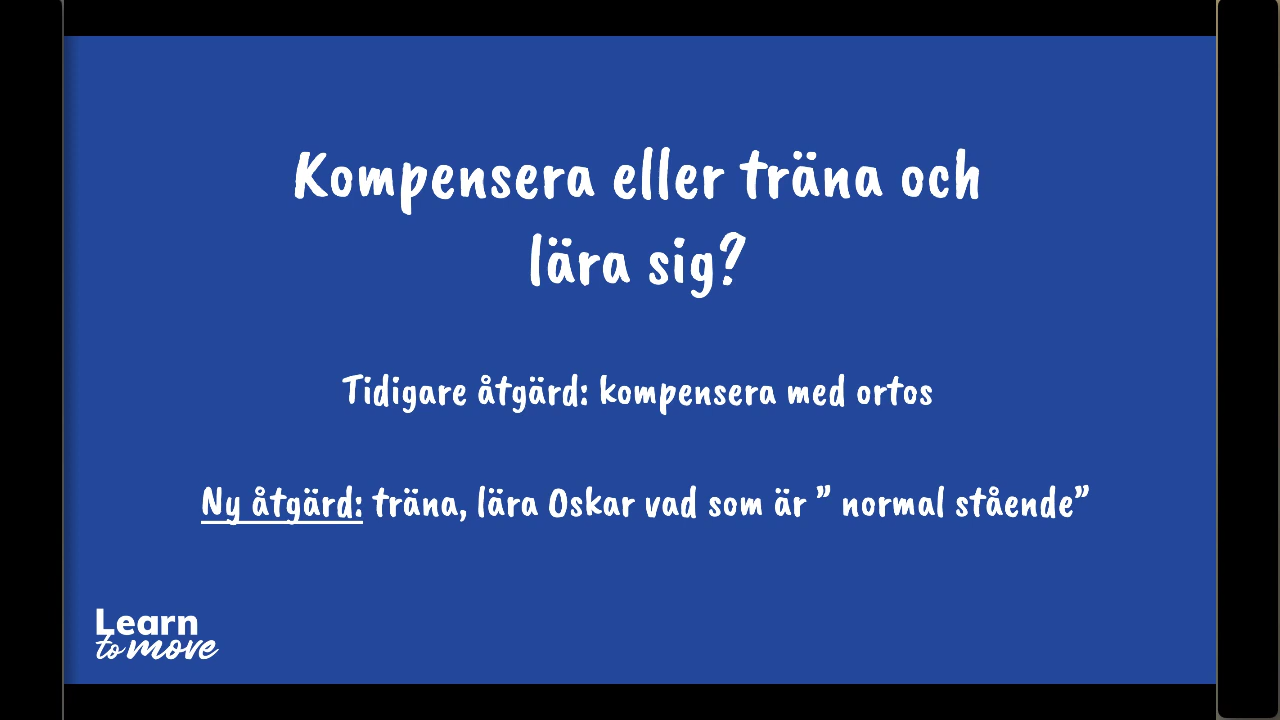 Kompensera eller träna och
lära sig?
Tidigare åtgärd: kompensera med ortos
Ny åtgärd: träna, lära Oskar vad som är ” normal stående”
Learn
to move